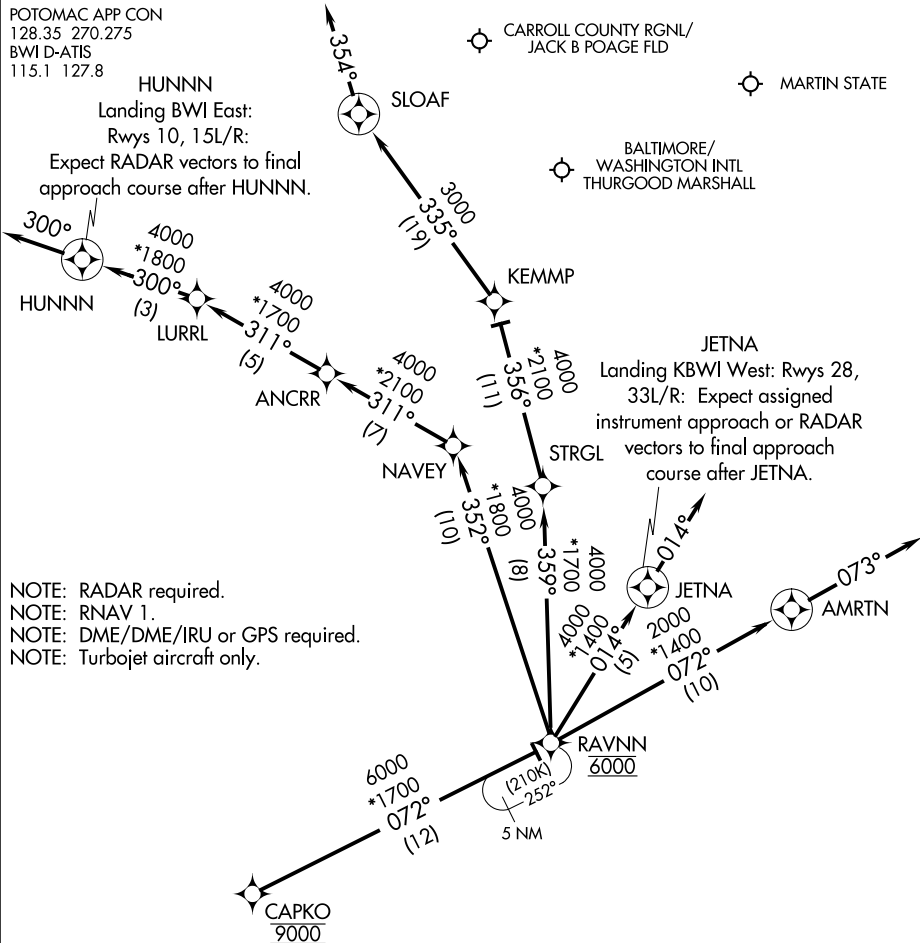 POTOMAC APP CON
128.35 270.275
BWI D-ATIS
115.1 127.8
HUNNN
Landing BWI East:
Rwys 10, 15L/R:
Expect RADAR vectors to final
approach course after HUNNN.
354°
SLOAF
CARROLL COUNTY RGNL/
JACK B POAGE FLD
MARTIN STATE
BALTIMORE/
WASHINGTON INTL
THURGOOD MARSHALL
3000
335°
(19)
KEMMP
300°
HUNNN
4000
*1800
300°
(3)
LURRL
4000
*1700
311°
(5)
ANCRR
4000
*2100
311°
(7)
NAVEY
4000
*2100
356°
(11)
STRGL
JETNA
Landing KBWI West: Rwys 28,
33L/R: Expect assigned
instrument approach or RADAR
vectors to final approach
course after JETNA.
4000
*1800
352°
(10)
4000
*1700
359°
(8)
014°
JETNA
4000
*1400
014°
(5)
073°
AMRTN
2000
*1400
072°
(10)
NOTE: RADAR required.
NOTE: RNAV 1.
NOTE: DME/DME/IRU or GPS required.
NOTE: Turbojet aircraft only.
RAVNN
6000
(210K)
252°
5 NM
6000
*1700
072°
(12)
CAPKO
9000